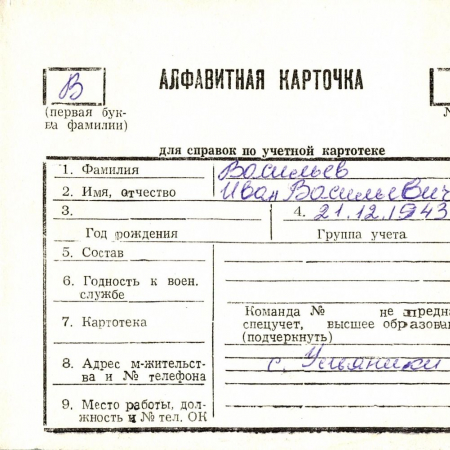 В
АЛФАВИТНАЯ КАРТОЧКА
(первая бук-
ва фамилии)
для справок по учетной картотеке
1. Фамилия Васильев
2. Имя, отчество Иван Васильевич
3. 4. 21.12.1943
Год рождения Группа учета
5. Состав
6. Годность к воен.
службе
7. Картотека
Команда № не предна
спецучет, высшее образован
(подчеркнуть)
8. Адрес м-жительст-
ва и № телефона
с. Ульянки
9. Место работы, дол-
жность и № тел. ОК